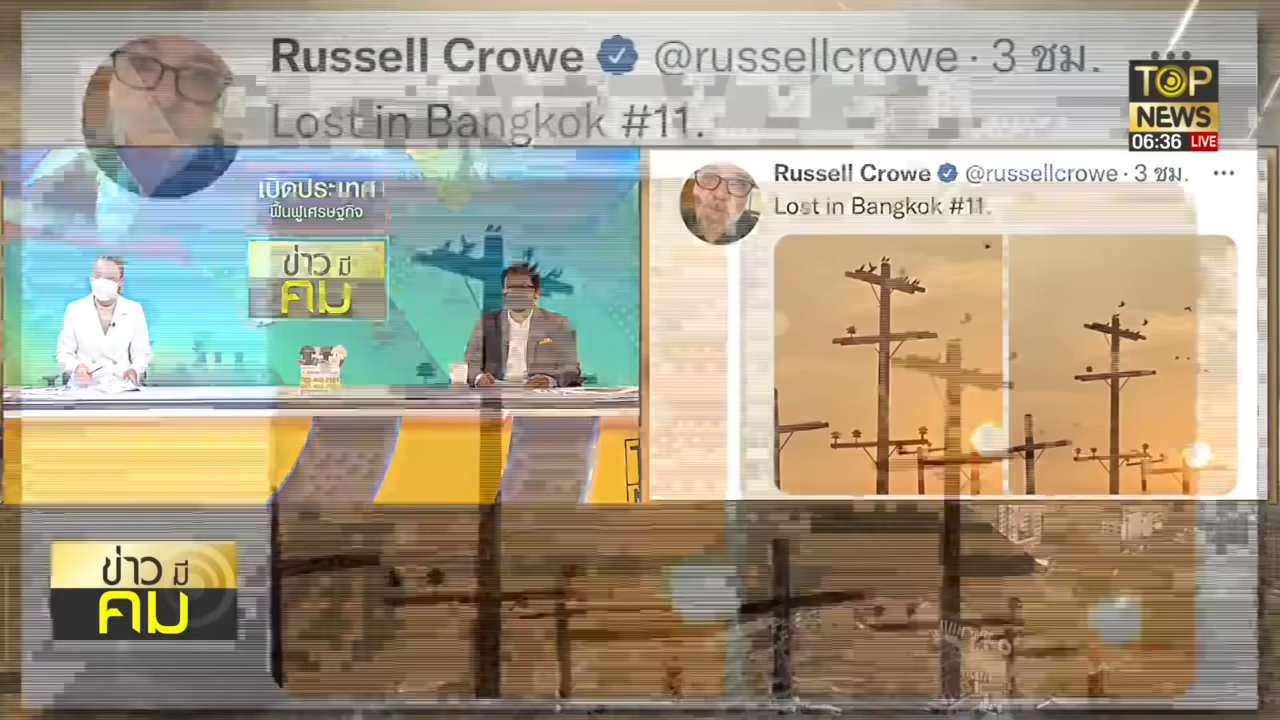 Russell Crowe @russellcrowe · 3 ชม.
Lost in Bangkok #11.
TOP
NEWS
06:36 LIVE
เปิดประเทศ
ฟื้นฟูเศรษฐกิจ
ข่าว มี
คม
Russell Crowe @russellcrowe · 3 ชม.
Lost in Bangkok #11.
ข่าว มี
คม